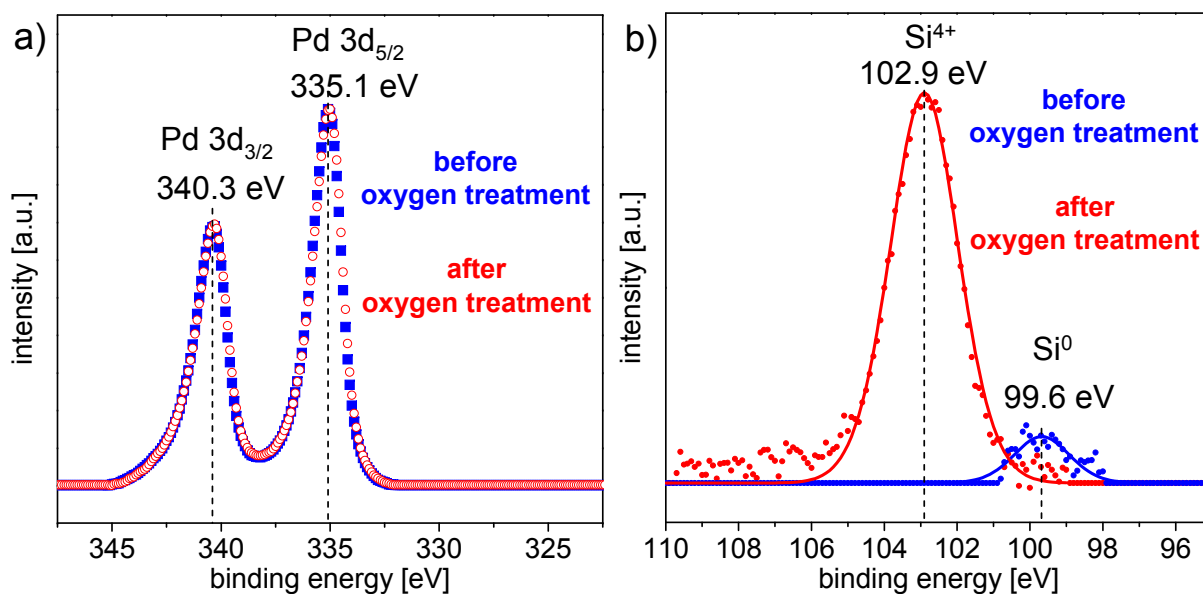 a)
Pd 3d5/2
335.1 eV
Pd 3d3/2
340.3 eV
before
oxygen treatment
after
oxygen treatment
intensity [a.u.]
345 340 335 330 325
binding energy [eV]
b)
Si4+
102.9 eV
before
oxygen treatment
after
oxygen treatment
Si0
99.6 eV
intensity [a.u.]
110 108 106 104 102 100 98 96
binding energy [eV]